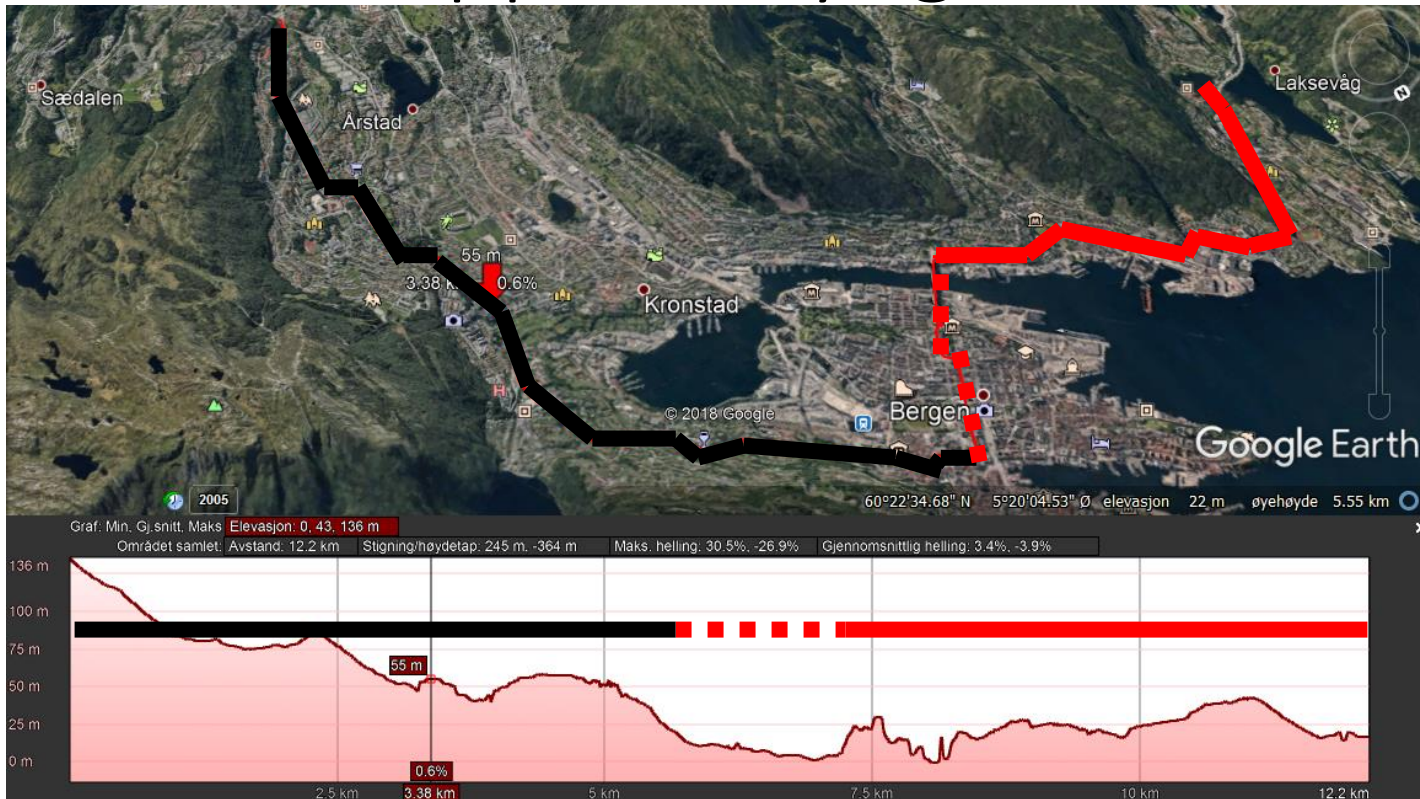 Laksevåg
Sædalen
Årstad
N
55 m
3.38 k 0.6%
Kronstad
© 2018 Google
Bergen
Google Earth
2005
60°22'34.68" N 5°20'04.53" Ø elevasjon 22 m øyehøyde 5.55 km
Graf: Min, Gj.snitt, Maks Elevasjon: 0, 43, 136 m
Området samlet: Avstand: 12.2 km Stigning/høydetap: 245 m, -364 m Maks. helling: 30.5%, -26.9% Gjennomsnittlig helling: 3.4%, -3.9%
136 m
100 m
75 m
55 m
50 m
25 m
0 m
0.6%
2.5 km 3.38 km 5 km 7.5 km 10 km 12.2 km